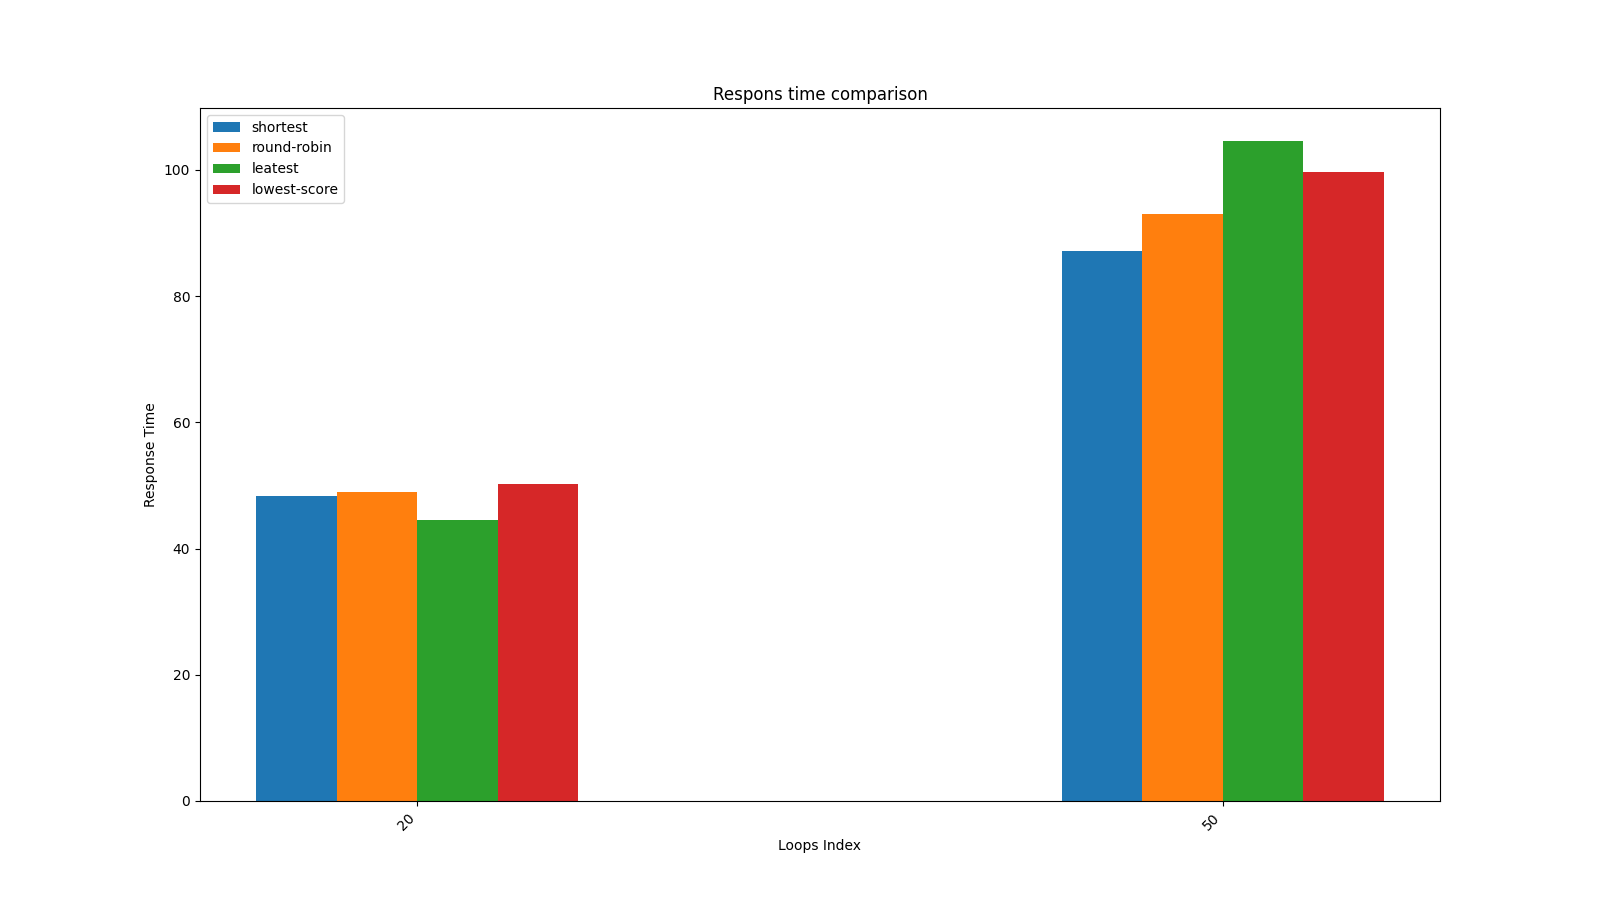 Respons time comparison
shortest
round-robin
leatest
lowest-score
100
80
60
40
20
0
Response Time
20
50
Loops Index